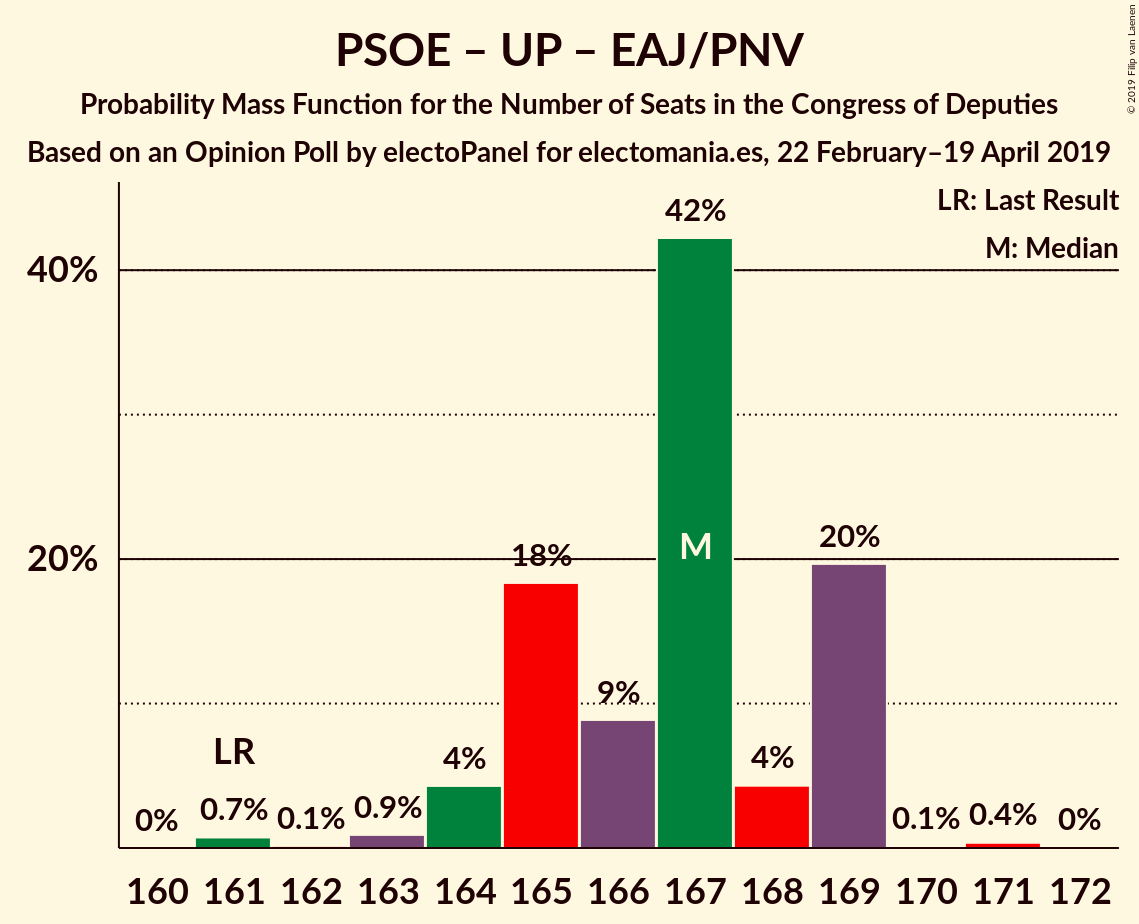 PSOE – UP – EAJ/PNV
Probability Mass Function for the Number of Seats in the Congress of Deputies
Based on an Opinion Poll by electoPanel for electomania.es, 22 February–19 April 2019
© 2019 Filip van Laenen
LR: Last Result
M: Median
40%
20%
0%
LR
0.7%
0.1%
0.9%
4%
18%
9%
42%
M
4%
20%
0.1%
0.4%
0%
160 161 162 163 164 165 166 167 168 169 170 171 172